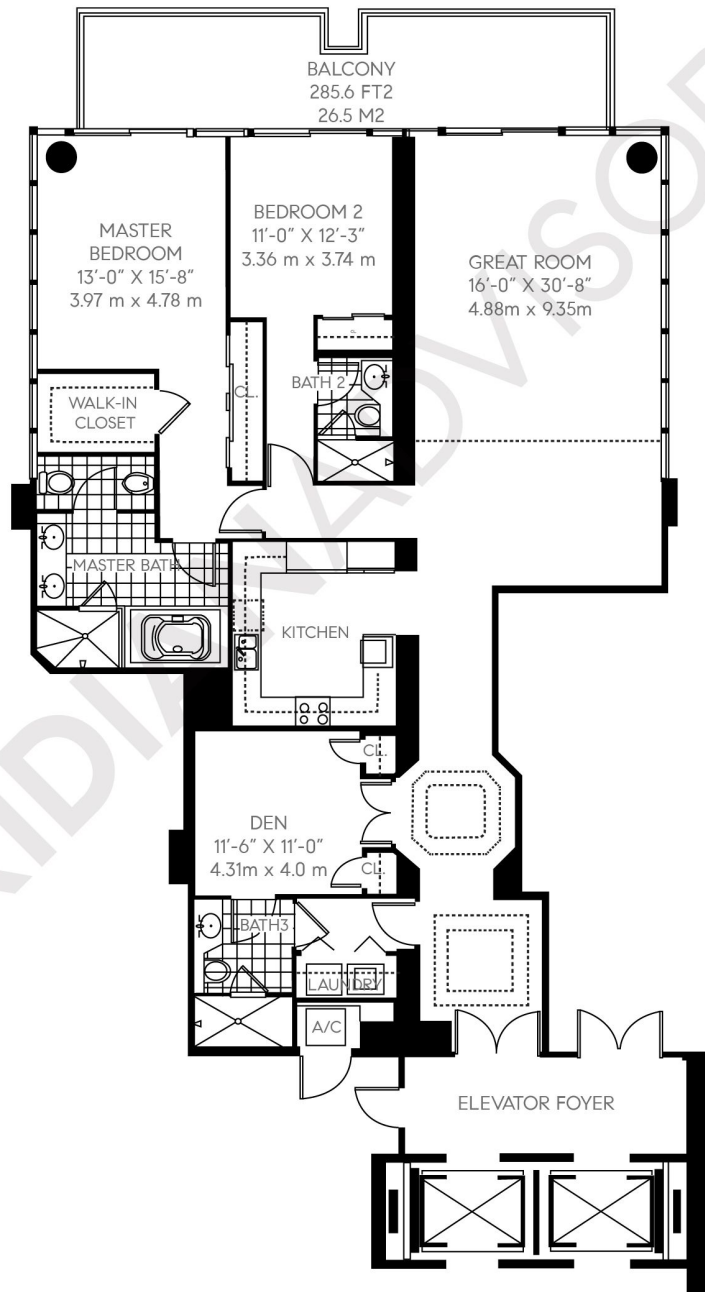 BALCONY
285.6 FT2
26.5 M2
MASTER
BEDROOM
13'-0" X 15'-8"
3.97 m x 4.78 m
BEDROOM 2
11'-0" X 12'-3"
3.36 m x 3.74 m
GREAT ROOM
16'-0" X 30'-8"
4.88m x 9.35m
WALK-IN
CLOSET
CL.
BATH 2
MASTER BATH
KITCHEN
CL.
DEN
11'-6" X 11'-0"
4.31m x 4.0 m
CL.
BATH3
LAUNDRY
A/C
ELEVATOR FOYER
RIDIANADVISOR